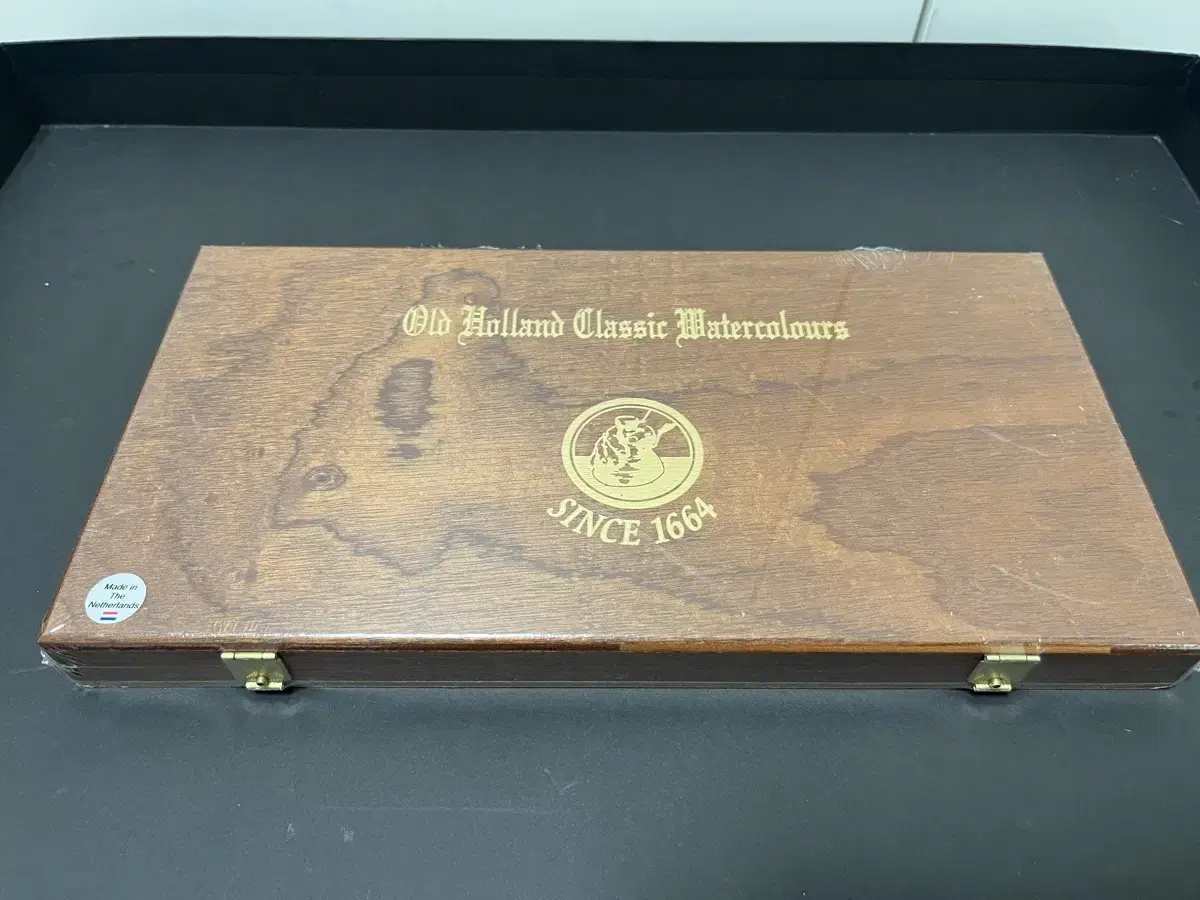 Old Holland Classic Watercolours
SINCE 1664
Made in
The
Netherlands